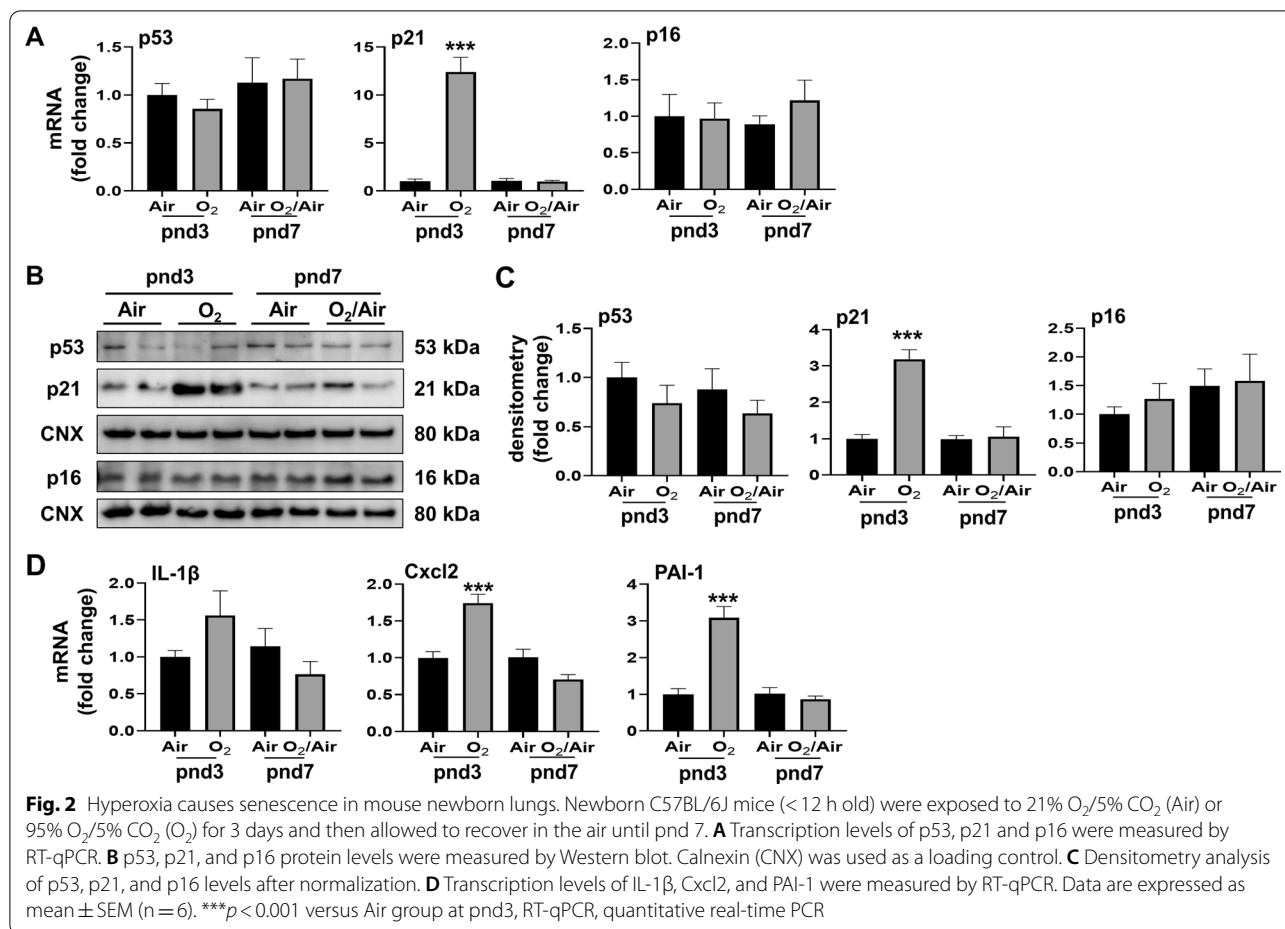 A
p53
p21
p16
mRNA
(fold change)
1.5
1.0
0.5
0.0
15
10
5
0
2.0
1.5
1.0
0.5
0.0
***
Air O₂ Air O₂/Air
pnd3 pnd7
Air O₂ Air O₂/Air
pnd3 pnd7
Air O₂ Air O₂/Air
pnd3 pnd7
B
pnd3 pnd7
Air O₂ Air O₂/Air
p53 53 kDa
p21 21 kDa
CNX 80 kDa
p16 16 kDa
CNX 80 kDa
C
p53
p21
p16
densitometry
(fold change)
1.5
1.0
0.5
0.0
4
3
2
1
0
2.5
2.0
1.5
1.0
0.5
0.0
***
Air O₂ Air O₂/Air
pnd3 pnd7
Air O₂ Air O₂/Air
pnd3 pnd7
Air O₂ Air O₂/Air
pnd3 pnd7
D
IL-1β
Cxcl2
PAI-1
mRNA
(fold change)
2.0
1.5
1.0
0.5
0.0
2.0
1.5
1.0
0.5
0.0
4
3
2
1
0
***
***
Air O₂ Air O₂/Air
pnd3 pnd7
Air O₂ Air O₂/Air
pnd3 pnd7
Air O₂ Air O₂/Air
pnd3 pnd7
Fig. 2 Hyperoxia causes senescence in mouse newborn lungs. Newborn C57BL/6J mice (< 12 h old) were exposed to 21% O₂/5% CO₂ (Air) or
95% O₂/5% CO₂ (O₂) for 3 days and then allowed to recover in the air until pnd 7. A Transcription levels of p53, p21 and p16 were measured by
RT-qPCR. B p53, p21, and p16 protein levels were measured by Western blot. Calnexin (CNX) was used as a loading control. C Densitometry analysis
of p53, p21, and p16 levels after normalization. D Transcription levels of IL-1β, Cxcl2, and PAI-1 were measured by RT-qPCR. Data are expressed as
mean ± SEM (n = 6). ***p < 0.001 versus Air group at pnd3, RT-qPCR, quantitative real-time PCR